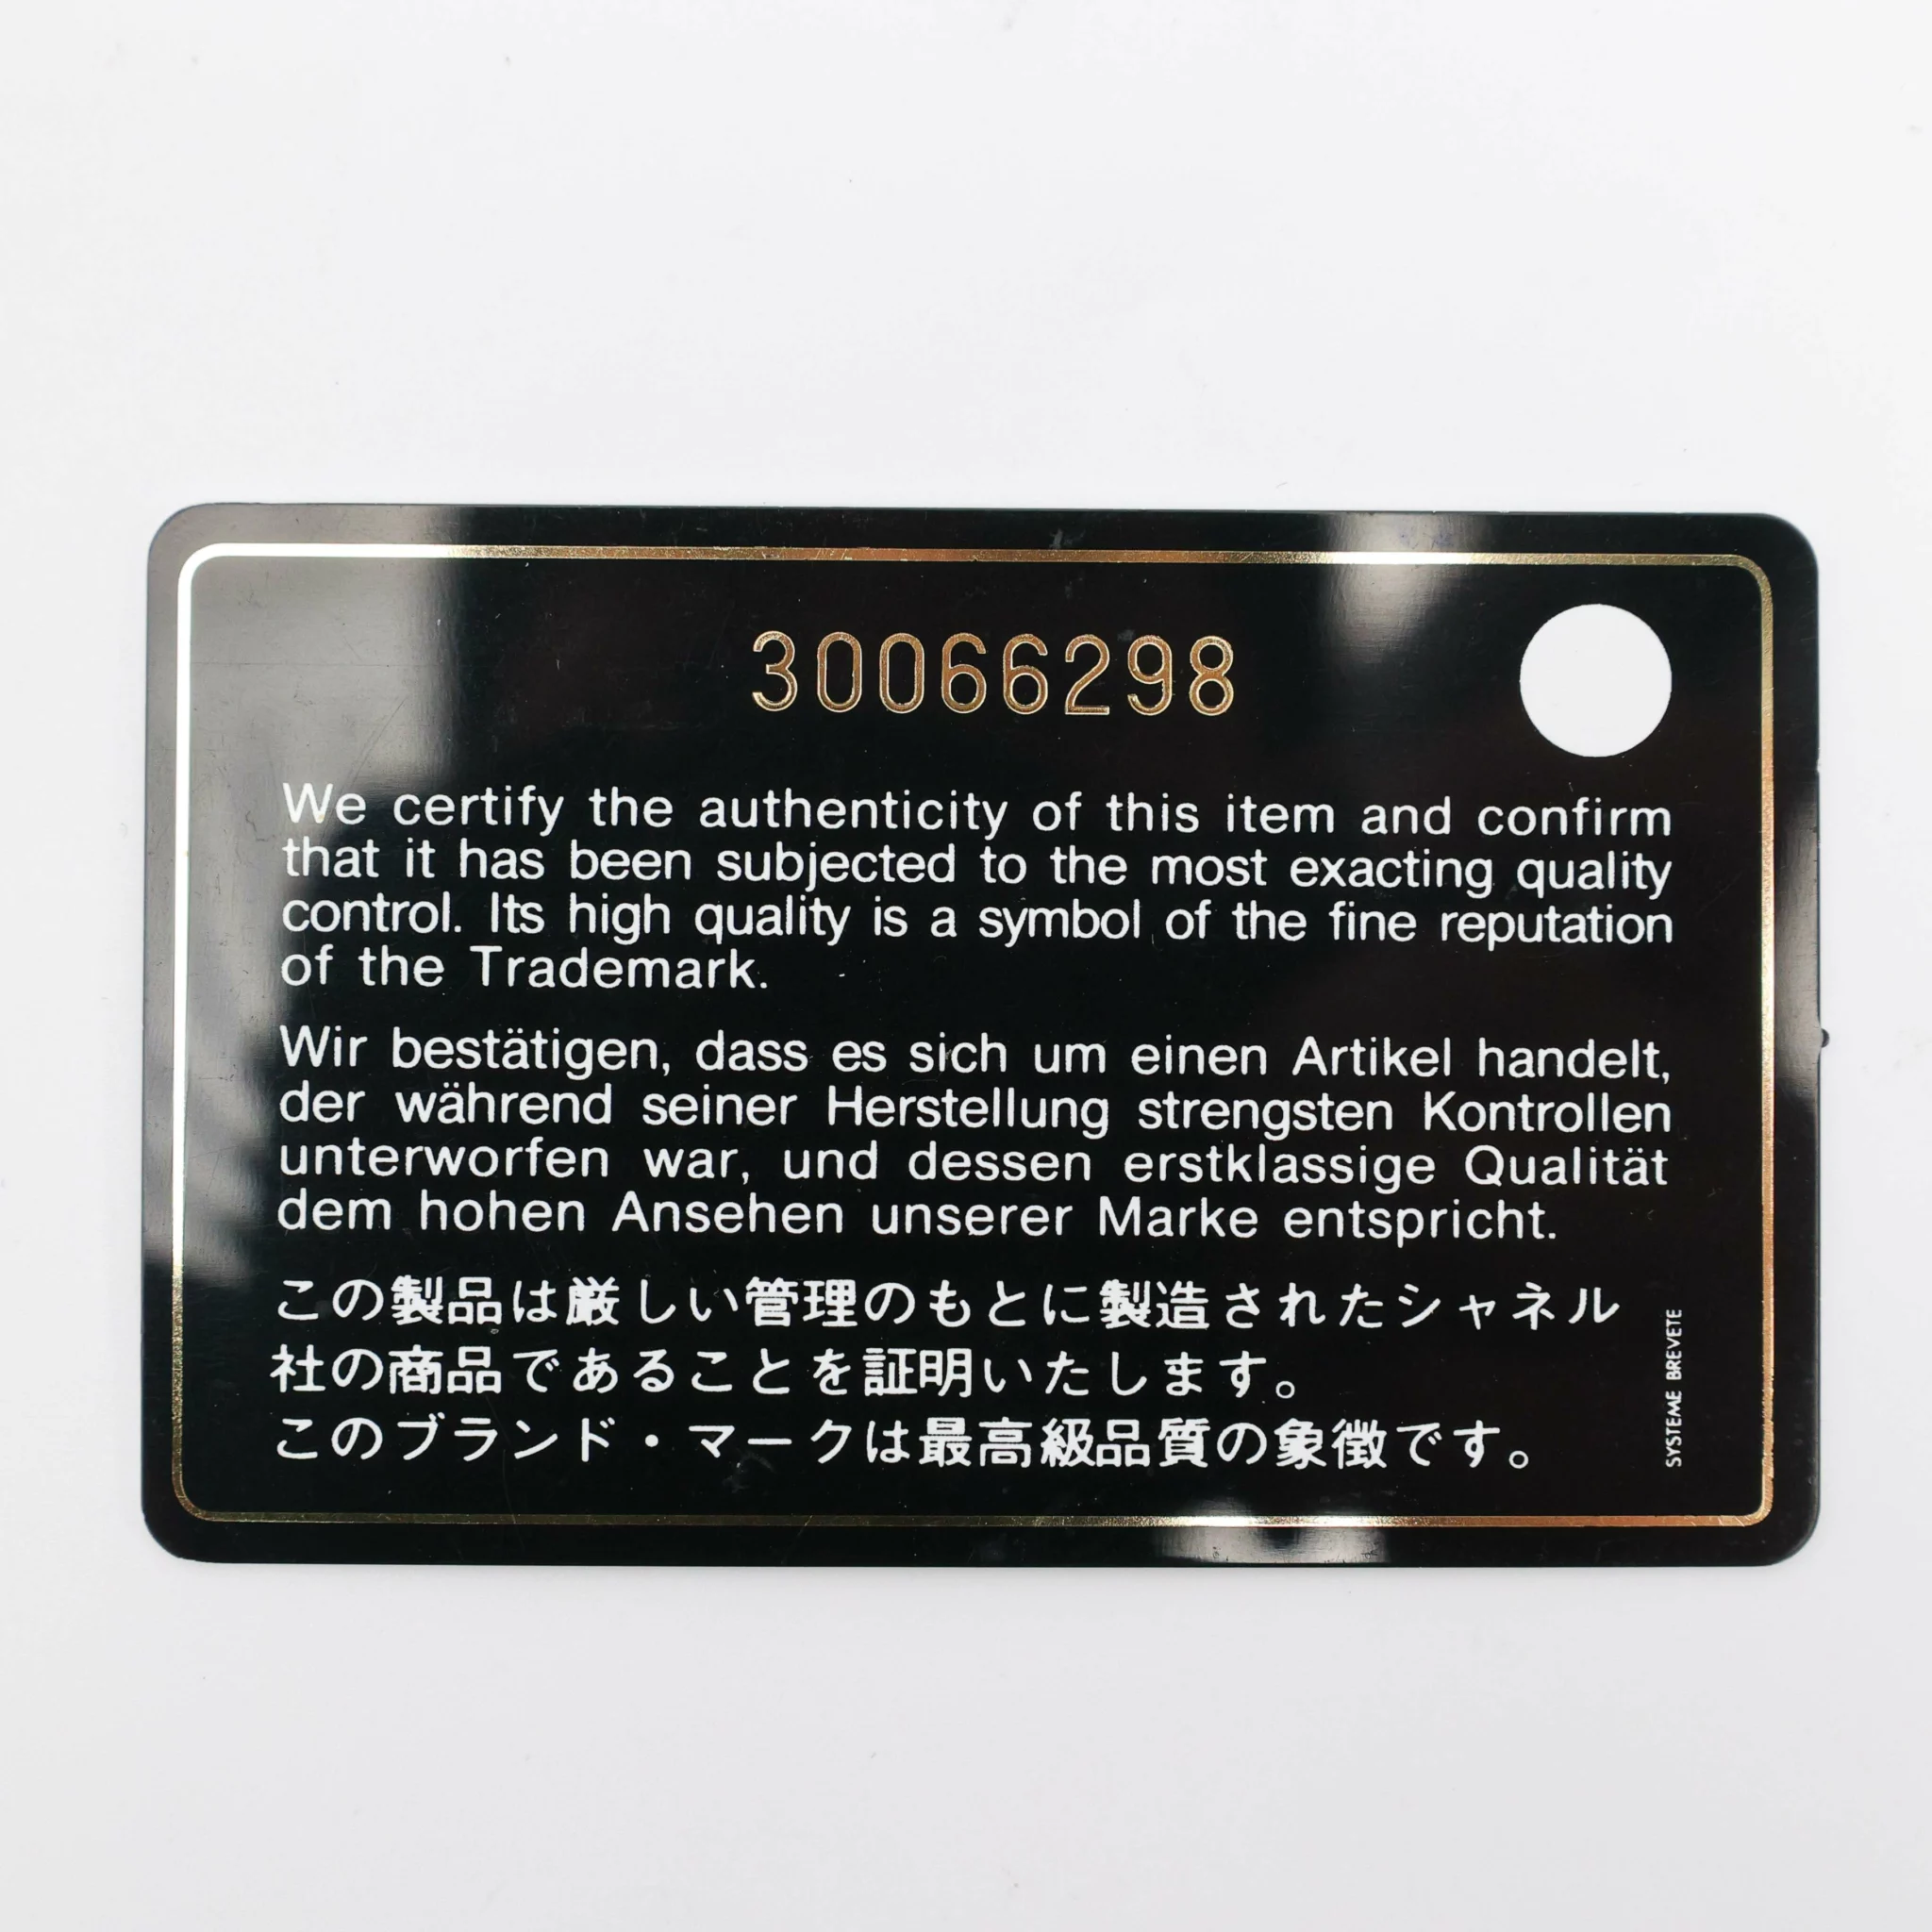 30066298
We certify the authenticity of this item and confirm
that it has been subjected to the most exacting quality
control. Its high quality is a symbol of the fine reputation
of the Trademark.
Wir bestätigen, dass es sich um einen Artikel handelt,
der während seiner Herstellung strengsten Kontrollen
unterworfen war, und dessen erstklassige Qualität
dem hohen Ansehen unserer Marke entspricht.
この製品は厳しい管理のもとに製造されたシャネル
社の商品であることを証明いたします。
このブランド・マークは最高級品質の象徴です。
SYSTEME BREVETE